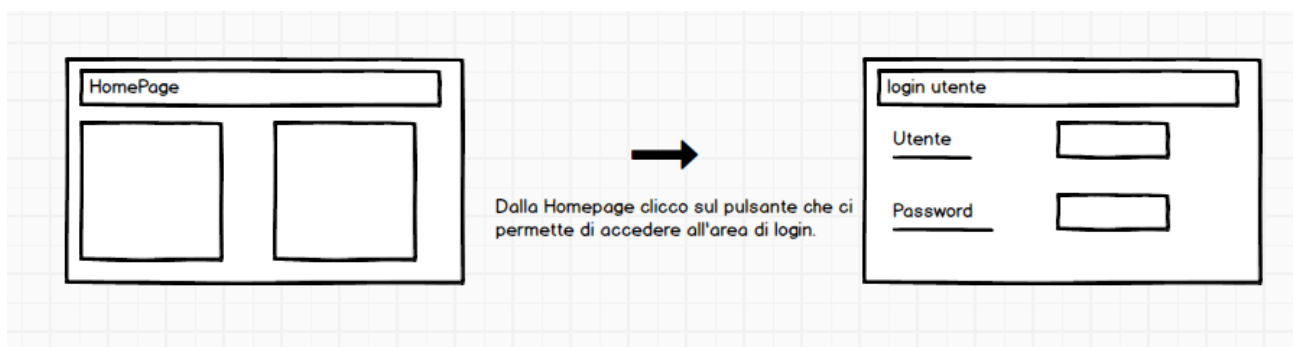 HomePage
Dalla Homepage clicco sul pulsante che ci
permette di accedere all'area di login.
login utente
Utente
Password